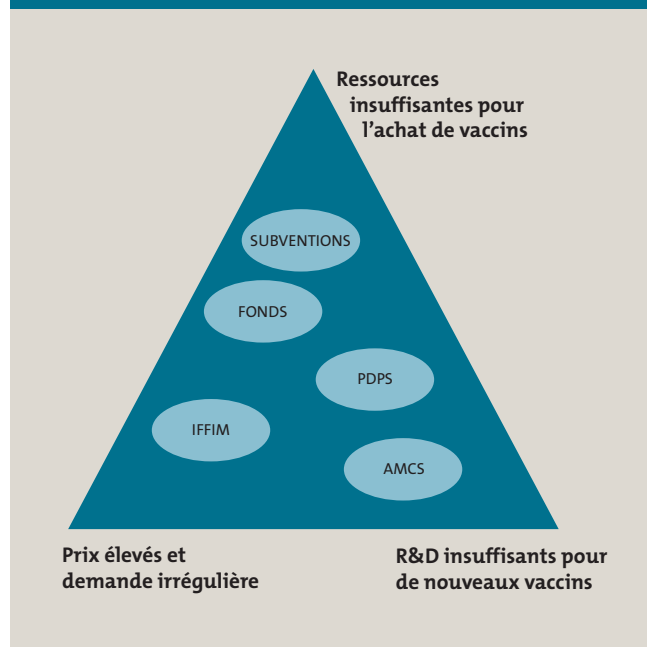 Ressources
insuffisantes pour
l’achat de vaccins
SUBVENTIONS
FONDS
PDPS
IFFIM
AMCS
Prix élevés et
demande irrégulière
R&D insuffisants pour
de nouveaux vaccins